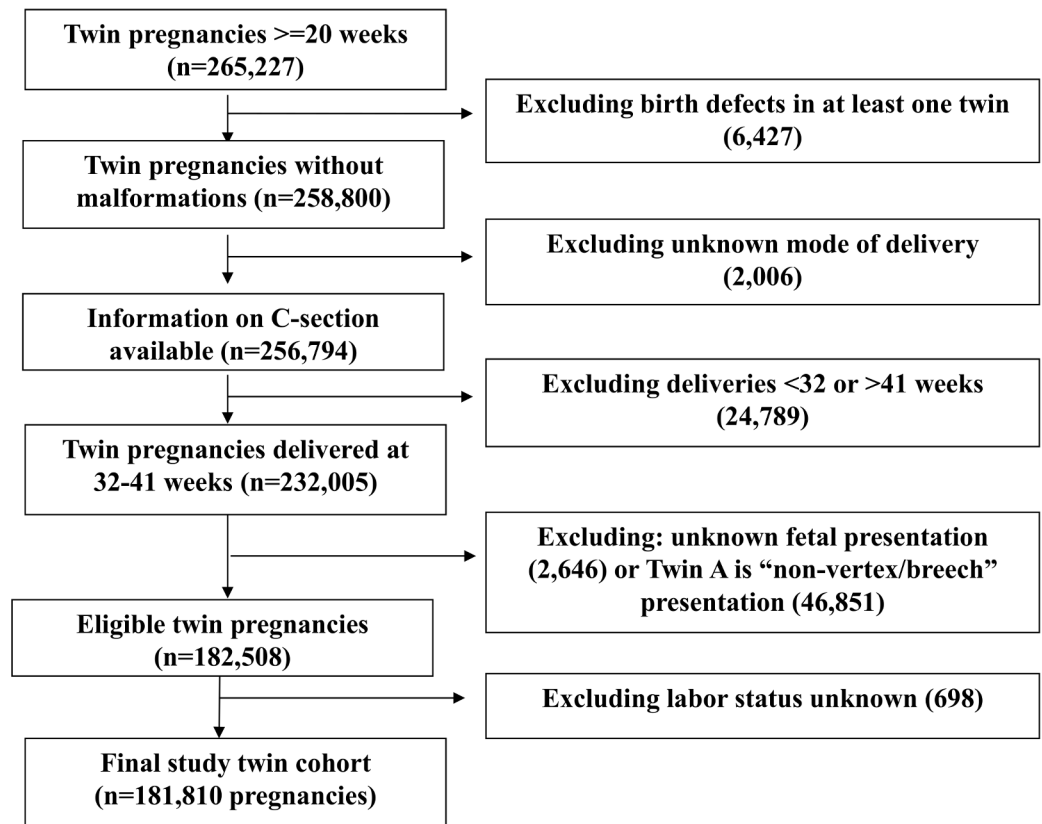 Twin pregnancies >=20 weeks
(n=265,227)
Excluding birth defects in at least one twin
(6,427)
Twin pregnancies without
malformations (n=258,800)
Excluding unknown mode of delivery
(2,006)
Information on C-section
available (n=256,794)
Excluding deliveries <32 or >41 weeks
(24,789)
Twin pregnancies delivered at
32-41 weeks (n=232,005)
Excluding: unknown fetal presentation
(2,646) or Twin A is “non-vertex/breech”
presentation (46,851)
Eligible twin pregnancies
(n=182,508)
Excluding labor status unknown (698)
Final study twin cohort
(n=181,810 pregnancies)